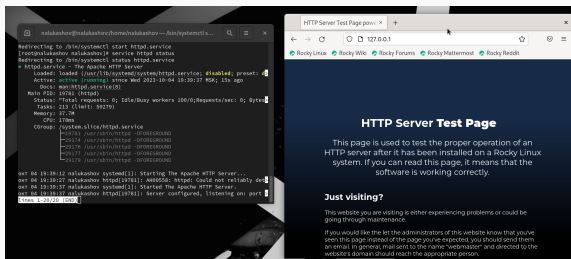 nalukashov@nalukashov:/home/nalukashov — /bin/systemctl s...
Redirecting to /bin/systemctl start httpd.service
[root@nalukashov nalukashov]# service httpd status
Redirecting to /bin/systemctl status httpd.service
● httpd.service - The Apache HTTP Server
Loaded: loaded (/usr/lib/systemd/system/httpd.service; disabled; preset: d>
Active: active (running) since Wed 2023-10-04 19:39:37 MSK; 15s ago
Docs: man:httpd.service(8)
Main PID: 19781 (httpd)
Status: "Total requests: 0; Idle/Busy workers 100/0;Requests/sec: 0; Bytes>
Tasks: 213 (limit: 50279)
Memory: 37.7M
CPU: 178ms
CGroup: /system.slice/httpd.service
├─19781 /usr/sbin/httpd -DFOREGROUND
/usr/sbin/httpd -DFOREGROUND
├─29176 /usr/sbin/httpd -DFOREGROUND
├─29177 /usr/sbin/httpd -DFOREGROUND
└─29179 /usr/sbin/httpd -DFOREGROUND
окт 04 19:39:12 nalukashov systemd[1]: Starting The Apache HTTP Server...
окт 04 19:39:27 nalukashov httpd[19781]: AH00558: httpd: Could not reliably det>
окт 04 19:39:37 nalukashov systemd[1]: Started The Apache HTTP Server.
окт 04 19:39:37 nalukashov httpd[19781]: Server configured, listening on: port >
lines 1-20/20 (END)
HTTP Server Test Page powe
127.0.0.1
Rocky Linux Rocky Wiki Rocky Forums Rocky Mattermost Rocky Reddit
HTTP Server Test Page
This page is used to test the proper operation of an
HTTP server after it has been installed on a Rocky Linux
system. If you can read this page, it means that the
software is working correctly.
Just visiting?
This website you are visiting is either experiencing problems or could be
going through maintenance.
If you would like the let the administrators of this website know that you've
seen this page instead of the page you've expected, you should send them
an email. In general, mail sent to the name "webmaster" and directed to the
website's domain should reach the appropriate person.